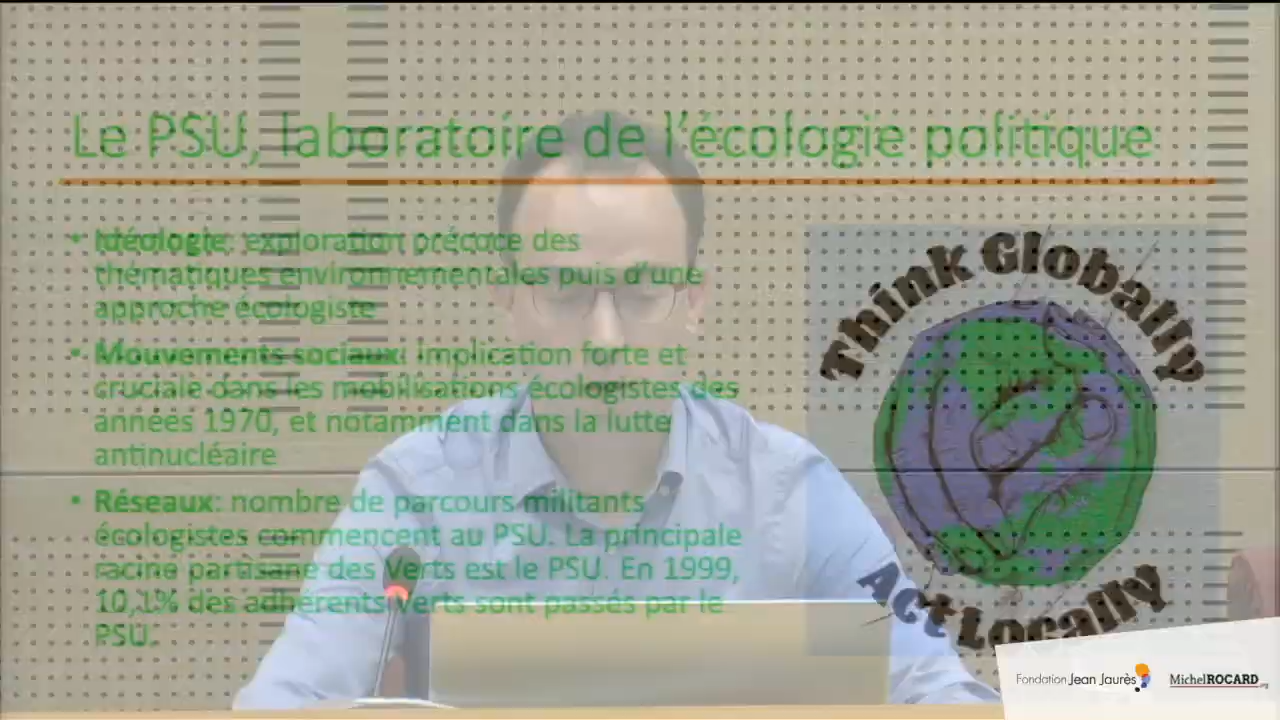 Le PSU, laboratoire de l'écologie politique
• Idéologie: exploration précoce des
thématiques environnementales puis d'une
approche écologiste
• Mouvements sociaux: implication forte et
cruciale dans les mobilisations écologistes des
années 1970, et notamment dans la lutte
antinucléaire
• Réseaux: nombre de parcours militants
écologistes commencent au PSU. La principale
racine partisane des Verts est le PSU. En 1999,
10,1% des adhérents verts sont passés par le
PSU.
Think Globally
Act Locally
Fondation Jean Jaurès
Michel ROCARD.org